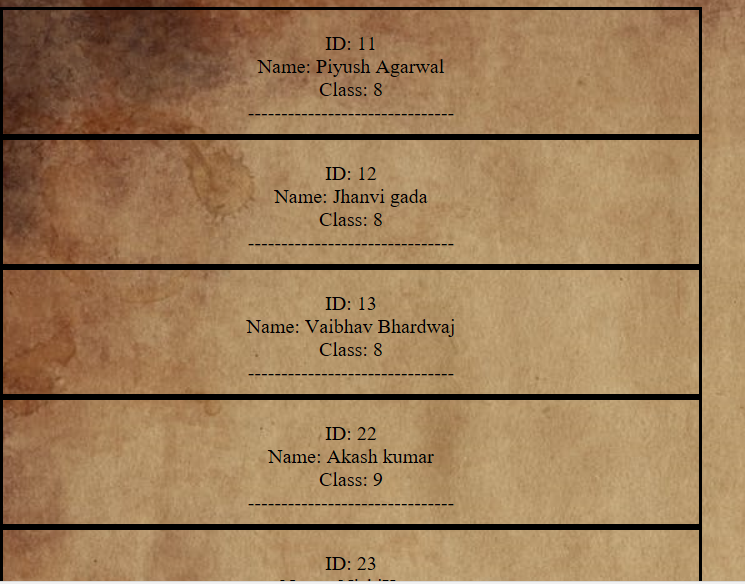 ID: 11
Name: Piyush Agarwal
Class: 8
-------------------------------
ID: 12
Name: Jhanvi gada
Class: 8
-------------------------------
ID: 13
Name: Vaibhav Bhardwaj
Class: 8
-------------------------------
ID: 22
Name: Akash kumar
Class: 9
-------------------------------
ID: 23